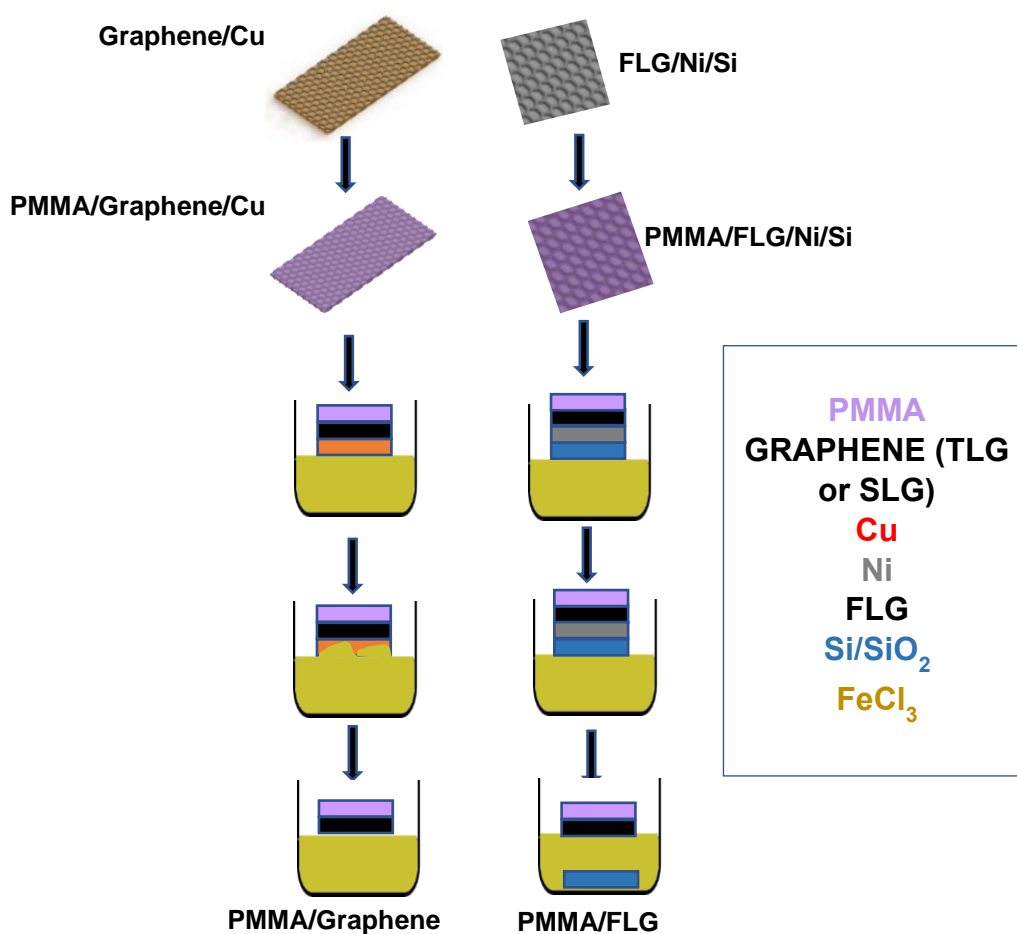 Graphene/Cu
FLG/Ni/Si
PMMA/Graphene/Cu
PMMA/FLG/Ni/Si
PMMA
GRAPHENE (TLG
or SLG)
Cu
Ni
FLG
Si/SiO₂
FeCl₃
PMMA/Graphene
PMMA/FLG